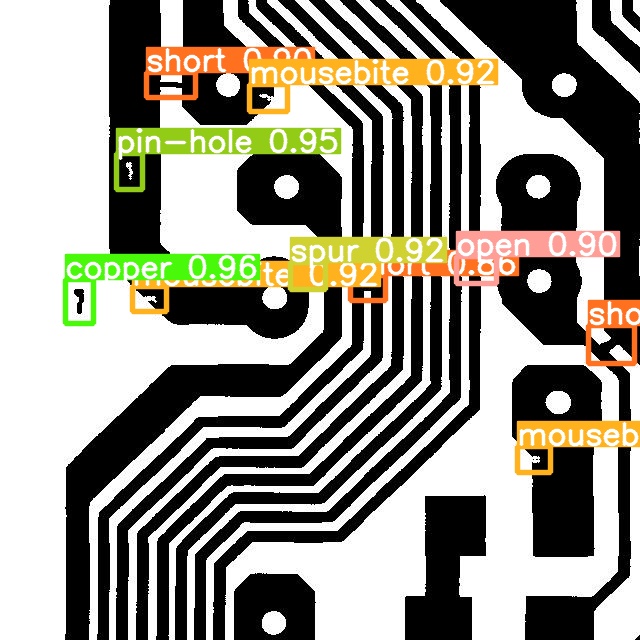 short 0.90
mousebite 0.92
pin-hole 0.95
spur 0.92
open 0.90
copper 0.96
0.92
0.86
sho
mouseb